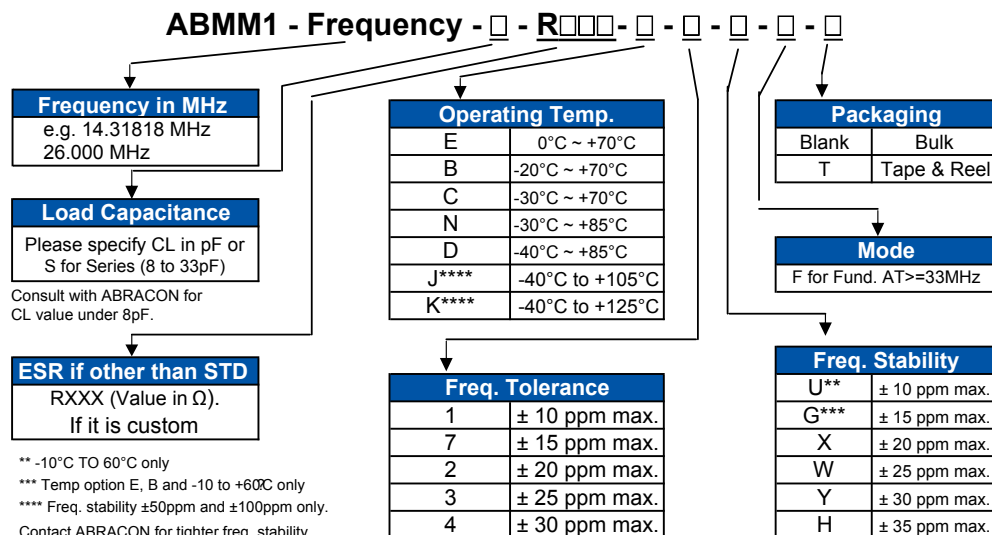 ABMM1 - Frequency - □ - R□□□ - □ - □ - □ - □ - □
Frequency in MHz
e.g. 14.31818 MHz
26.000 MHz
Load Capacitance
Please specify CL in pF or
S for Series (8 to 33pF)
Consult with ABRACON for
CL value under 8pF.
ESR if other than STD
RXXX (Value in Ω).
If it is custom
** -10°C TO 60°C only
*** Temp option E, B and -10 to +60?C only
**** Freq. stability ±50ppm and ±100ppm only.
Contact ABRACON for tighter freq. stability
Operating Temp.
E 0°C ~ +70°C
B -20°C ~ +70°C
C -30°C ~ +70°C
N -30°C ~ +85°C
D -40°C ~ +85°C
J**** -40°C to +105°C
K**** -40°C to +125°C
Freq. Tolerance
1 ± 10 ppm max.
7 ± 15 ppm max.
2 ± 20 ppm max.
3 ± 25 ppm max.
4 ± 30 ppm max.
Packaging
Blank Bulk
T Tape & Reel
Mode
F for Fund. AT>=33MHz
Freq. Stability
U** ± 10 ppm max.
G*** ± 15 ppm max.
X ± 20 ppm max.
W ± 25 ppm max.
Y ± 30 ppm max.
H ± 35 ppm max.